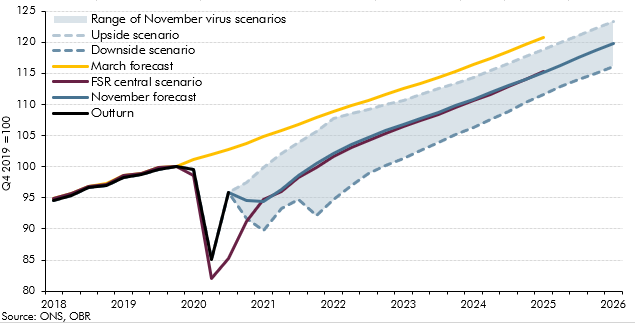 125
120
115
110
105
100
95
90
85
80
Q4 2019 = 100
Range of November virus scenarios
Upside scenario
Downside scenario
March forecast
FSR central scenario
November forecast
Outturn
2018 2019 2020 2021 2022 2023 2024 2025 2026
Source: ONS, OBR